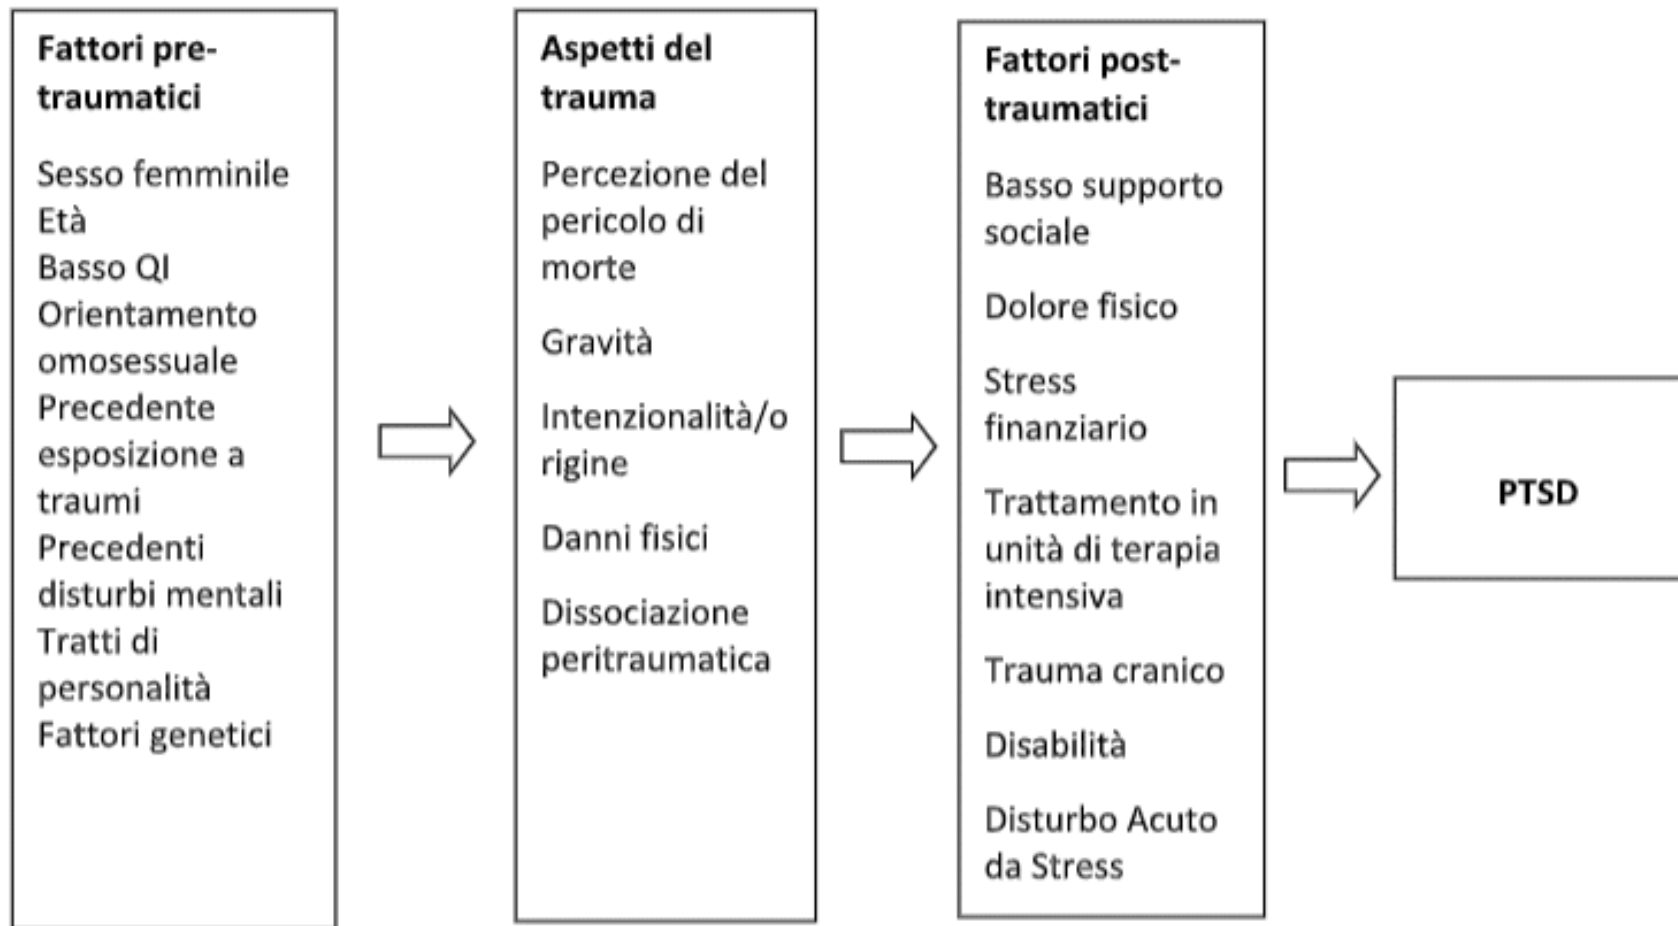 Fattori pre-
traumatici
Sesso femminile
Età
Basso QI
Orientamento
omosessuale
Precedente
esposizione a
traumi
Precedenti
disturbi mentali
Tratti di
personalità
Fattori genetici
Aspetti del
trauma
Percezione del
pericolo di
morte
Gravità
Intenzionalità/o
rigine
Danni fisici
Dissociazione
peritraumatica
Fattori post-
traumatici
Basso supporto
sociale
Dolore fisico
Stress
finanziario
Trattamento in
unità di terapia
intensiva
Trauma cranico
Disabilità
Disturbo Acuto
da Stress
PTSD